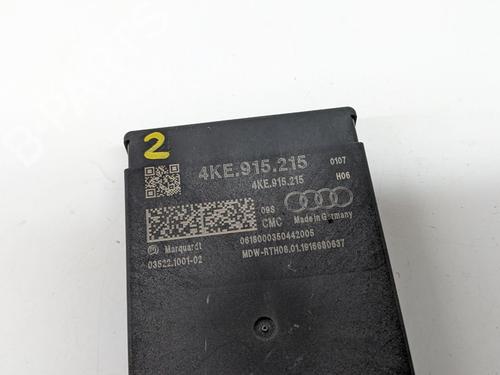 2
4KE.915.215 0107
4KE.915.215 H06
09S
CMC Made in Germany
Marquardt 0618000350442005
03522.1001-02 MDW-RTH08.01.1916680637